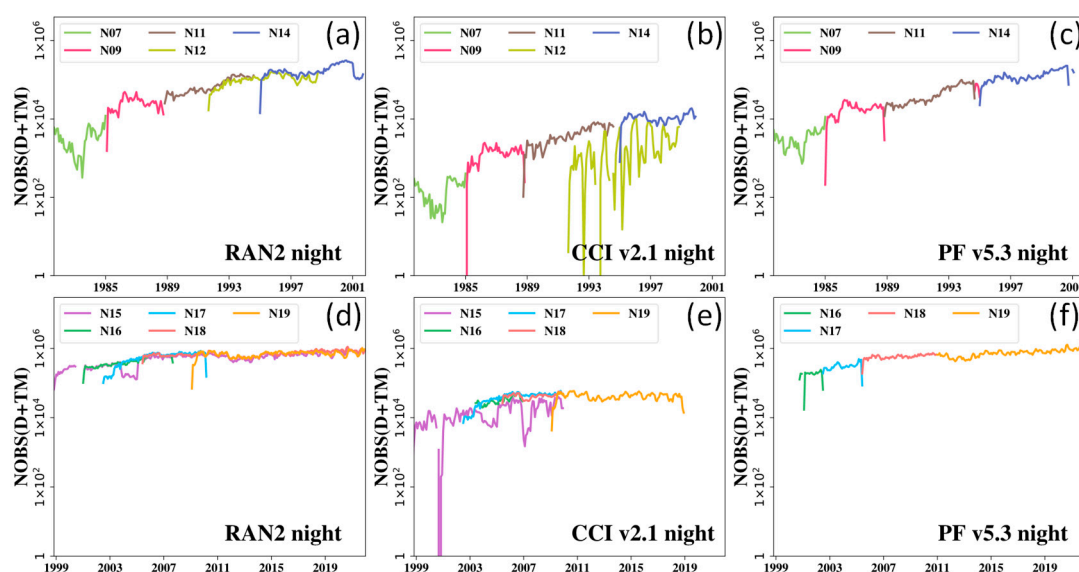 (a)
N07 N11 N14
N09 N12
NOBS(D+TM)
1×10⁶
1×10⁴
1×10²
1
RAN2 night
1985 1989 1993 1997 2001
(b)
N07 N11 N14
N09 N12
NOBS(D+TM)
1×10⁶
1×10⁴
1×10²
1
CCI v2.1 night
1985 1989 1993 1997 2001
(c)
N07 N11 N14
N09
NOBS(D+TM)
1×10⁶
1×10⁴
1×10²
1
PF v5.3 night
1985 1989 1993 1997 2001
(d)
N15 N17 N19
N16 N18
NOBS(D+TM)
1×10⁶
1×10⁴
1×10²
1
RAN2 night
1999 2003 2007 2011 2015 2019
(e)
N15 N17 N19
N16 N18
NOBS(D+TM)
1×10⁶
1×10⁴
1×10²
1
CCI v2.1 night
1999 2003 2007 2011 2015 2019
(f)
N16 N18 N19
N17
NOBS(D+TM)
1×10⁶
1×10⁴
1×10²
1
PF v5.3 night
1999 2003 2007 2011 2015 2019